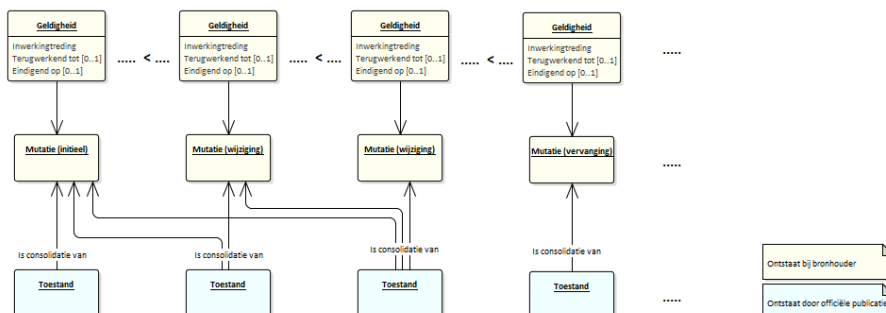 Geldigheid
Inwerkingtreding
Terugwerkend tot [0..1]
Eindigend op [0..1]
..... < ....
Geldigheid
Inwerkingtreding
Terugwerkend tot [0..1]
Eindigend op [0..1]
..... < ....
Geldigheid
Inwerkingtreding
Terugwerkend tot [0..1]
Eindigend op [0..1]
..... < ....
Geldigheid
Inwerkingtreding
Terugwerkend tot [0..1]
Eindigend op [0..1]
.....
Mutatie (initieel)
Mutatie (wijziging)
Mutatie (wijziging)
Mutatie (vervanging)
.....
Is consolidatie van
Is consolidatie van
Is consolidatie van
Is consolidatie van
Toestand
Toestand
Toestand
Toestand
.....
Ontstaat bij bronhouder
Ontstaat door officiële publicatie